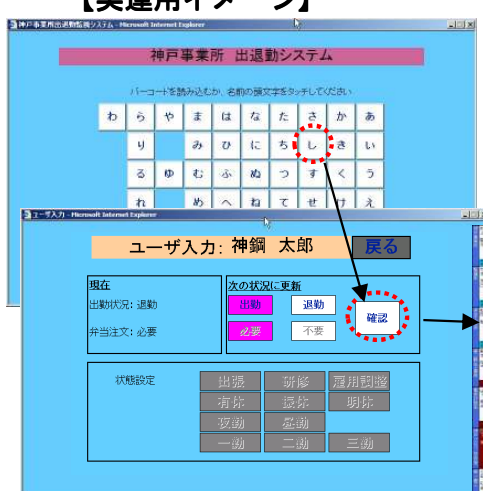 【実運用イメージ】
神戸事業所出退勤監視システム - Microsoft Internet Explorer
神戸事業所 出退勤システム
バーコードを読み込むか、名前の頭文字をタッチしてください
わ ら や ま は な た さ か あ
り み ひ に ち し き い
る ゆ む ふ ぬ つ す く う
れ め へ ね て せ け え
ユーザ入力 - Microsoft Internet Explorer
ユーザ入力: 神鋼 太郎 戻る
現在 次の状況に更新
出勤状況: 退勤 出勤 退勤 確認
弁当注文: 必要 必要 不要
状態設定 出張 研修 雇用調整
有休 振休 明休
夜勤 昼勤
一勤 二勤 三勤